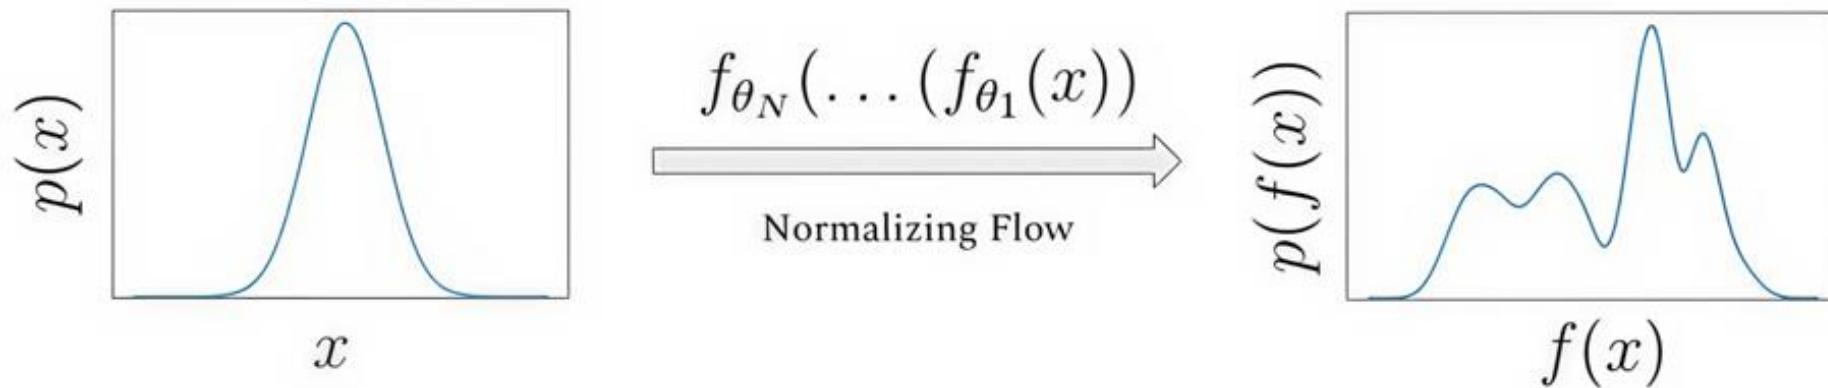 p(x)
x
f_{θ_N}(...(f_{θ_1}(x))
Normalizing Flow
p(f(x))
f(x)